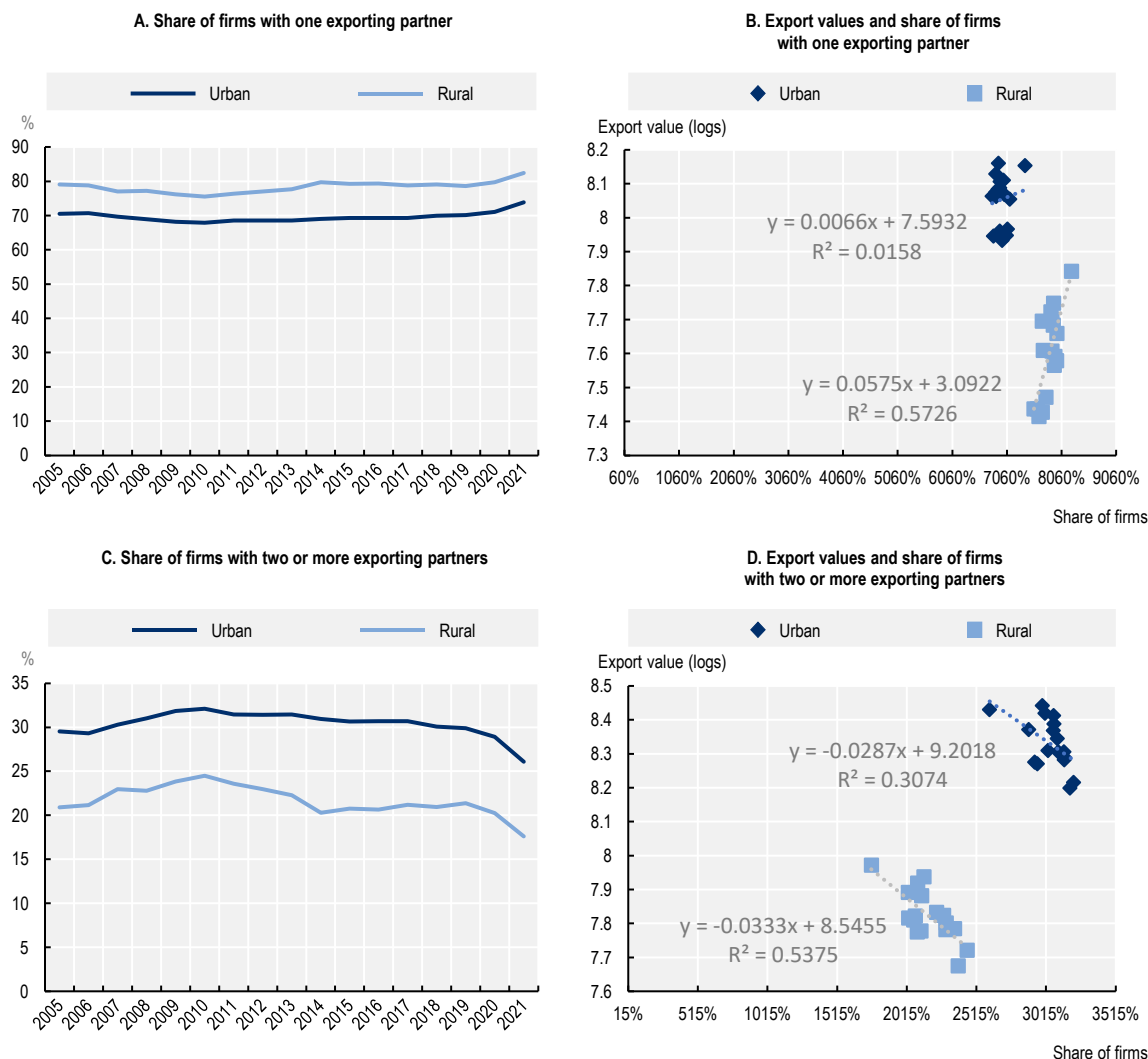 A. Share of firms with one exporting partner
Urban
Rural
%
90
80
70
60
50
40
30
20
10
0
2005
2006
2007
2008
2009
2010
2011
2012
2013
2014
2015
2016
2017
2018
2019
2020
2021
B. Export values and share of firms
with one exporting partner
Urban
Rural
Export value (logs)
8.2
8.1
8
7.9
7.8
7.7
7.6
7.5
7.4
7.3
y = 0.0066x + 7.5932
R² = 0.0158
y = 0.0575x + 3.0922
R² = 0.5726
60% 1060% 2060% 3060% 4060% 5060% 6060% 7060% 8060% 9060%
Share of firms
C. Share of firms with two or more exporting partners
Urban
Rural
%
35
30
25
20
15
10
5
0
2005
2006
2007
2008
2009
2010
2011
2012
2013
2014
2015
2016
2017
2018
2019
2020
2021
D. Export values and share of firms
with two or more exporting partners
Urban
Rural
Export value (logs)
8.5
8.4
8.3
8.2
8.1
8
7.9
7.8
7.7
7.6
y = -0.0287x + 9.2018
R² = 0.3074
y = -0.0333x + 8.5455
R² = 0.5375
15% 515% 1015% 1515% 2015% 2515% 3015% 3515%
Share of firms